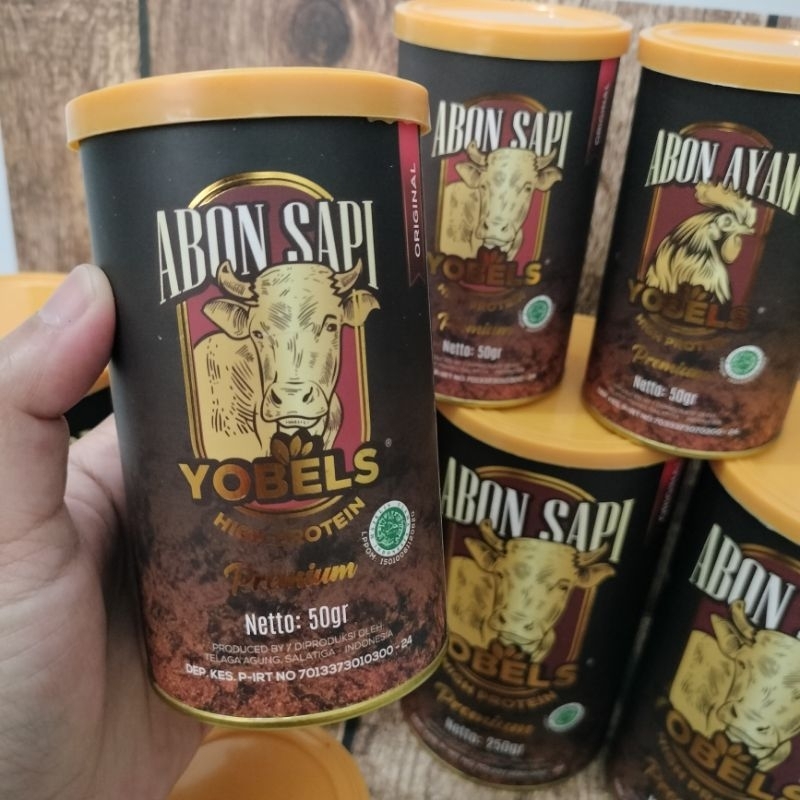 ABON SAPI
ORIGINAL
YOBELS®
HIGH PROTEIN
Premium
Netto: 50gr
PRODUCED BY / DIPRODUKSI OLEH:
TELAGA AGUNG, SALATIGA - INDONESIA
DEP. KES. P-IRT NO 7013373010300 - 24
ABON SAPI
ORIGINAL
YOBELS
Premium
Netto: 50gr
ABON AYAM
YOBELS
HIGH PROTEIN
Premium
Netto: 50gr
ABON SAPI
YOBELS
HIGH PROTEIN
Premium
Netto: 250gr
ABON
YOBELS